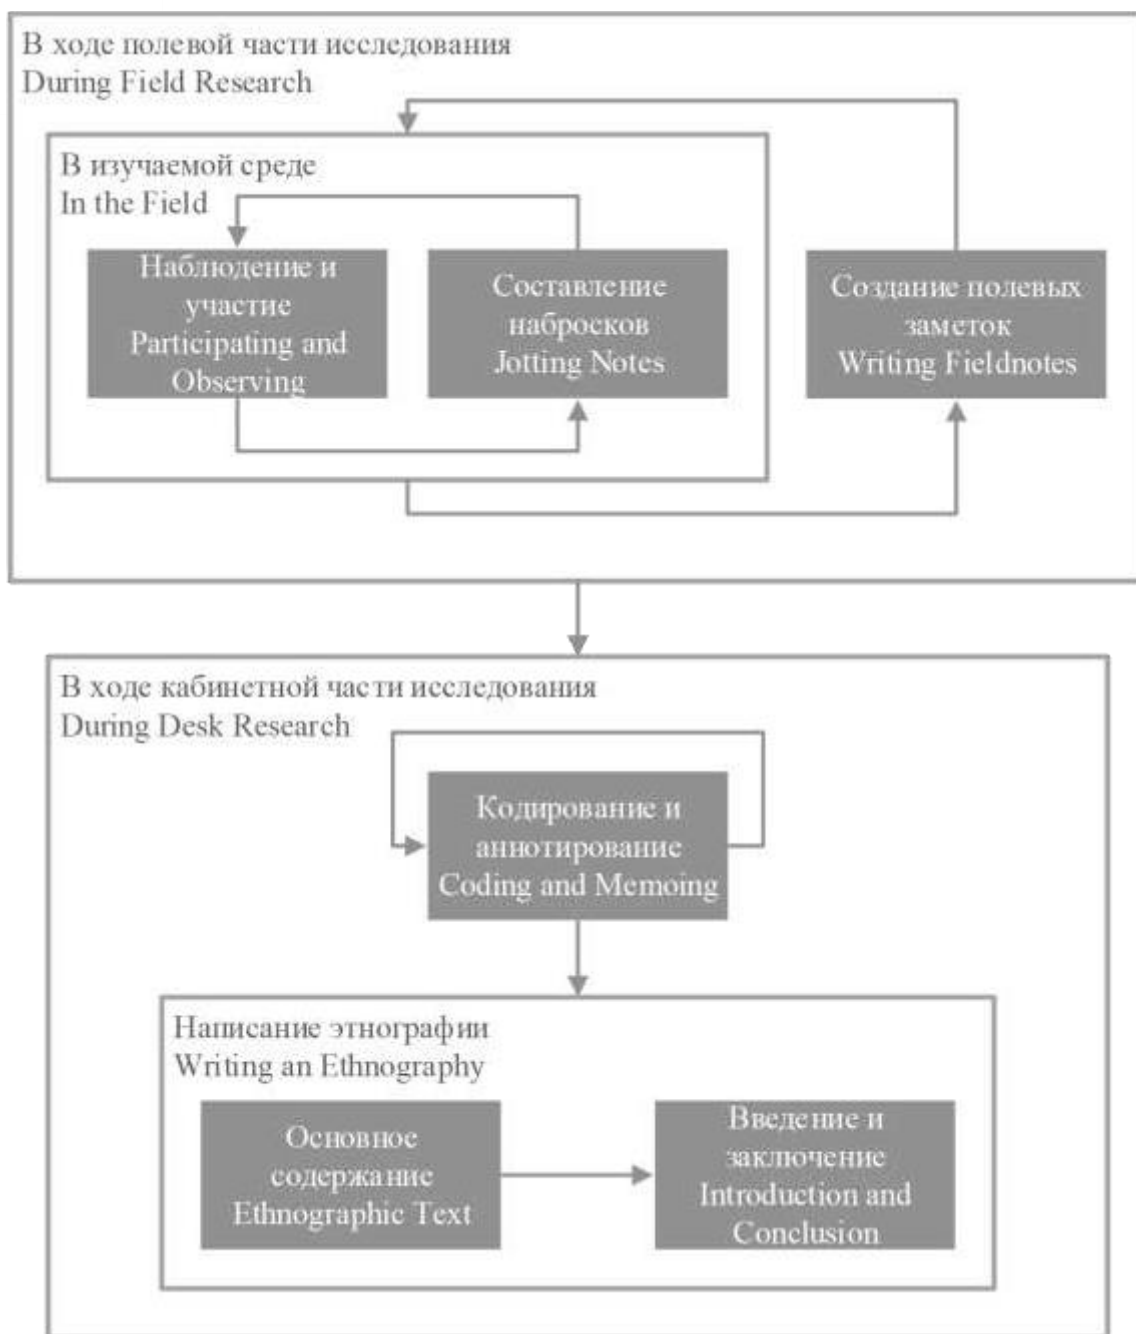 В ходе полевой части исследования
During Field Research
В изучаемой среде
In the Field
Наблюдение и
участие
Participating and
Observing
Составление
набросков
Jotting Notes
Создание полевых
заметок
Writing Fieldnotes
В ходе кабинетной части исследования
During Desk Research
Кодирование и
аннотирование
Coding and Memoing
Написание этнографии
Writing an Ethnography
Основное
содержание
Ethnographic Text
Введение и
заключение
Introduction and
Conclusion